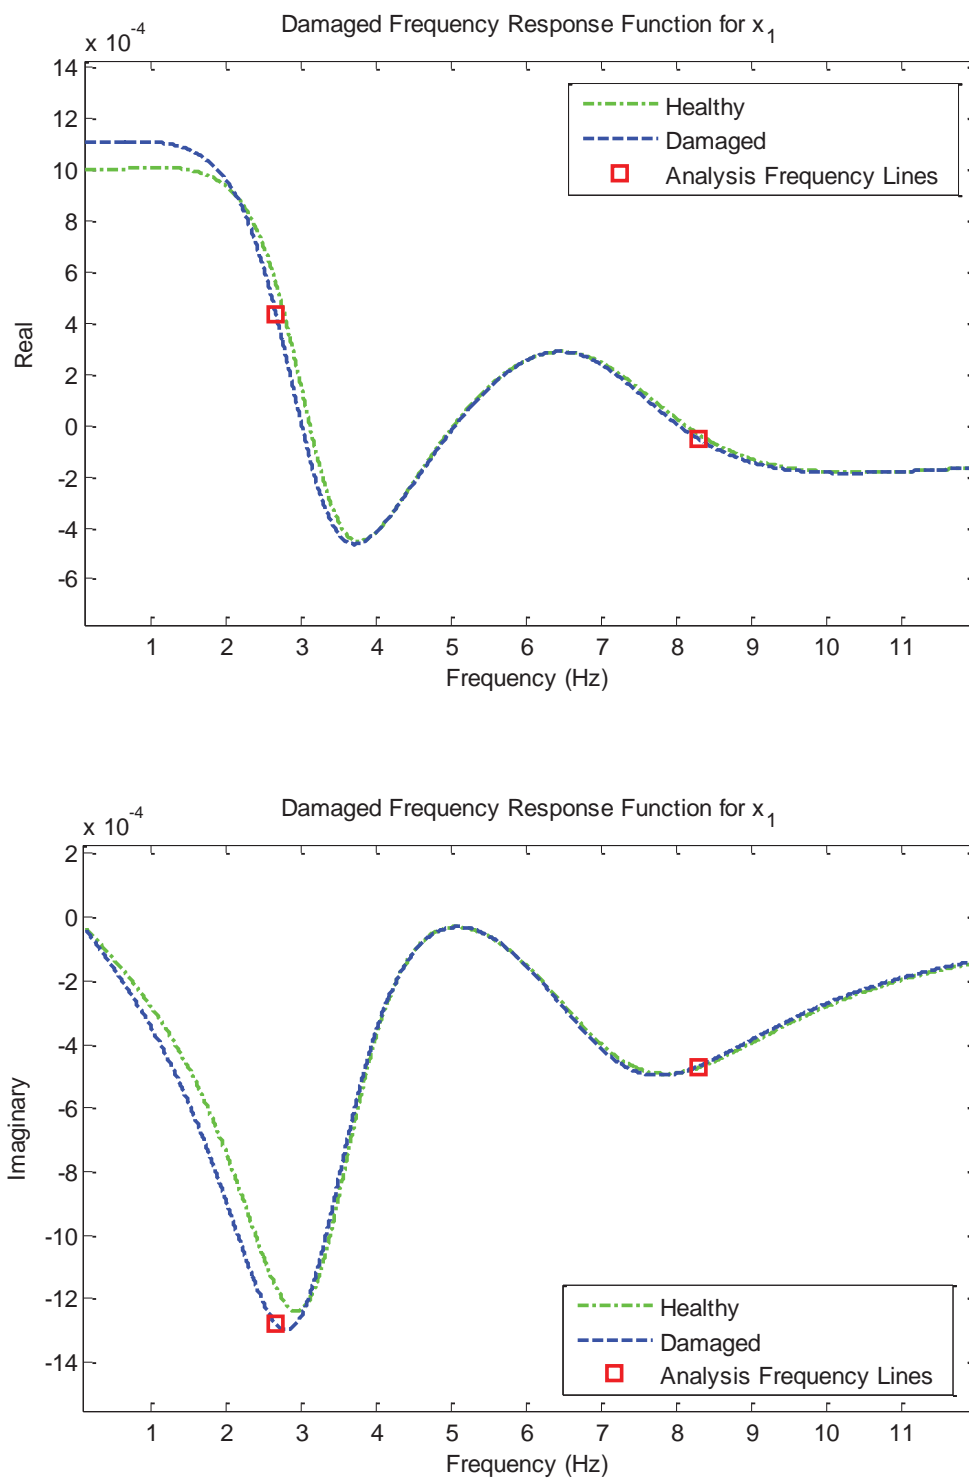 Damaged Frequency Response Function for x1
x 10-4
14
12
10
8
6
4
2
0
-2
-4
-6
Real
Healthy
Damaged
Analysis Frequency Lines
1 2 3 4 5 6 7 8 9 10 11
Frequency (Hz)
Damaged Frequency Response Function for x1
x 10-4
2
0
-2
-4
-6
-8
-10
-12
-14
Imaginary
Healthy
Damaged
Analysis Frequency Lines
1 2 3 4 5 6 7 8 9 10 11
Frequency (Hz)